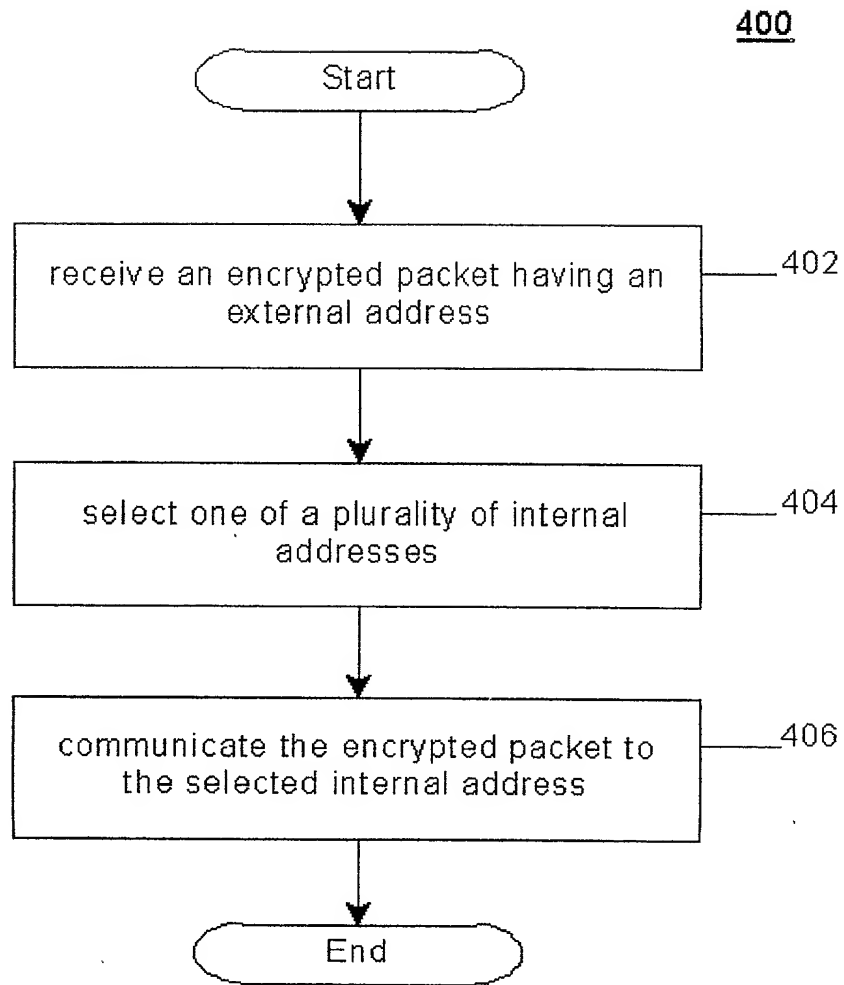 400
Start
receive an encrypted packet having an
external address
402
select one of a plurality of internal
addresses
404
communicate the encrypted packet to
the selected internal address
406
End